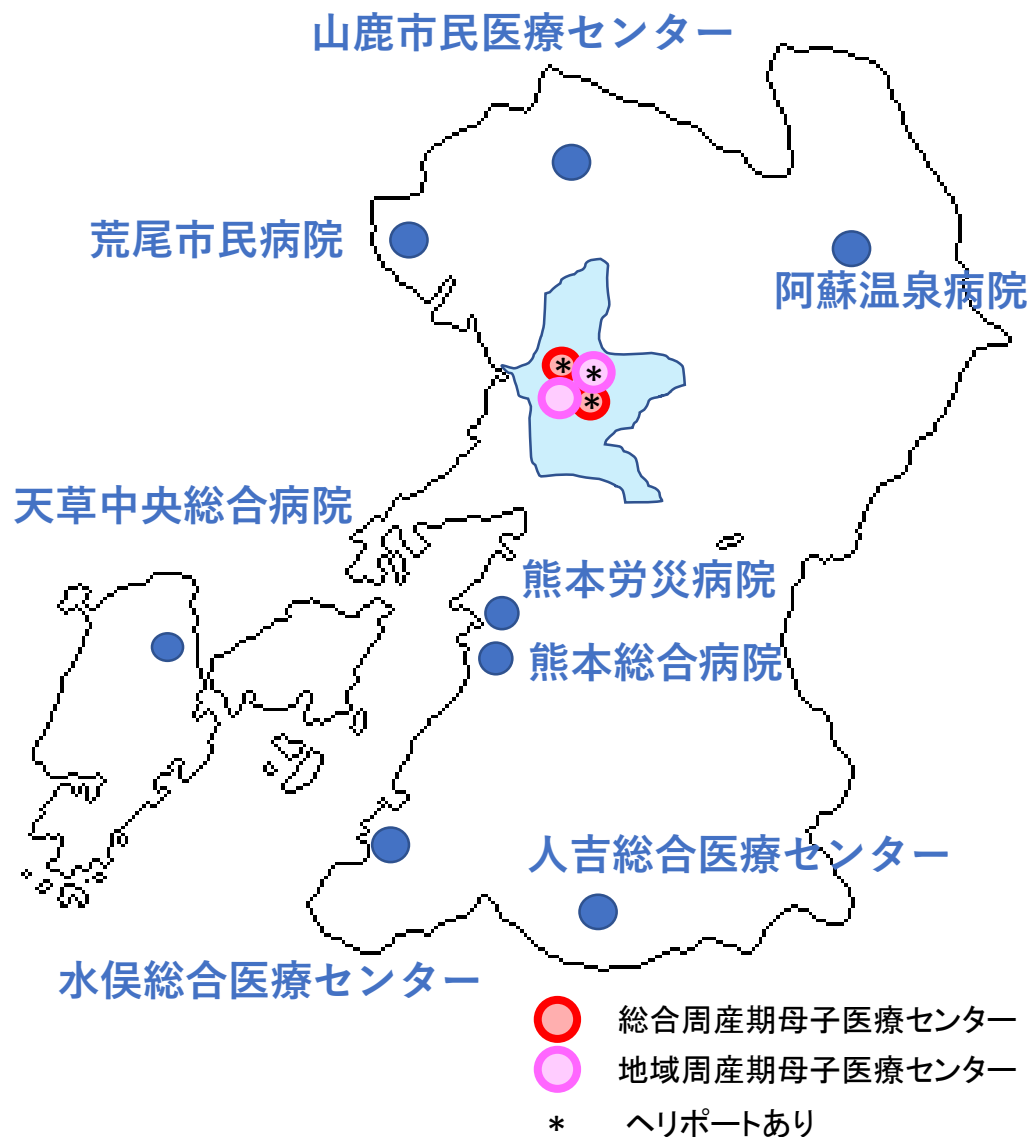 山鹿市民医療センター
荒尾市民病院
阿蘇温泉病院
*
*
*
天草中央総合病院
熊本労災病院
熊本総合病院
人吉総合医療センター
水俣総合医療センター
総合周産期母子医療センター
地域周産期母子医療センター
* ヘリポートあり